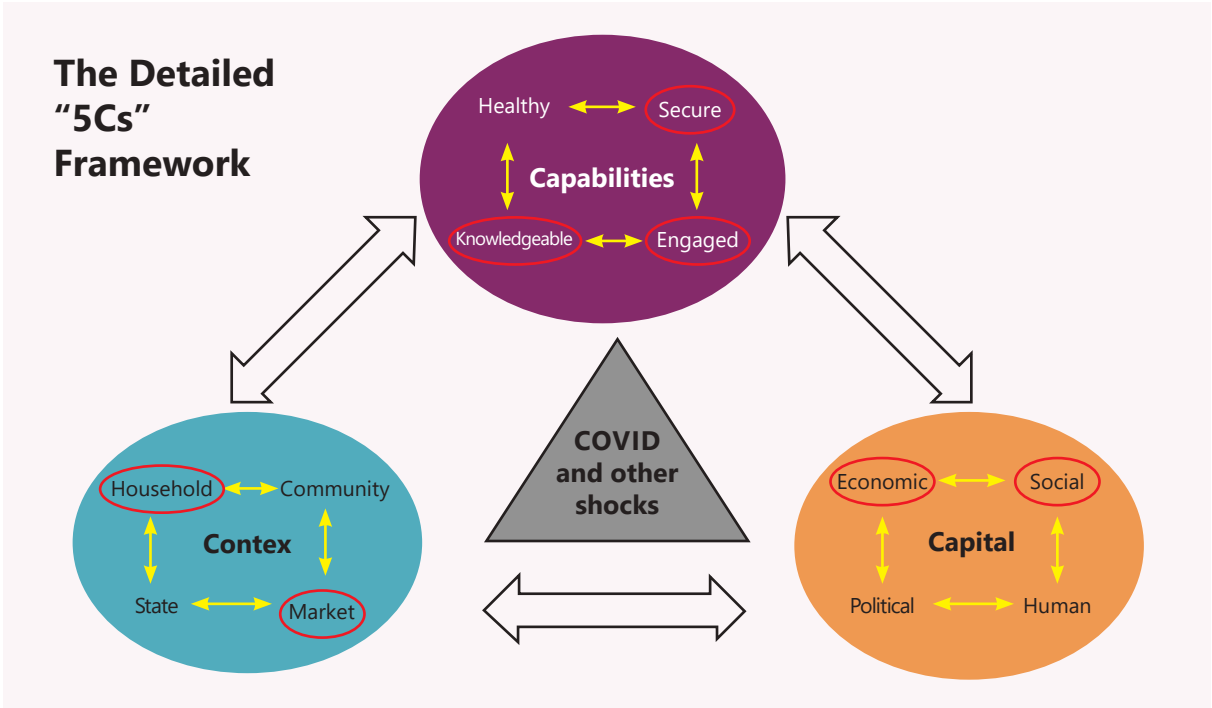 The Detailed
“5Cs”
Framework
Healthy
Secure
Capabilities
Knowledgeable
Engaged
COVID
and other
shocks
Household
Community
Contex
State
Market
Economic
Social
Capital
Political
Human